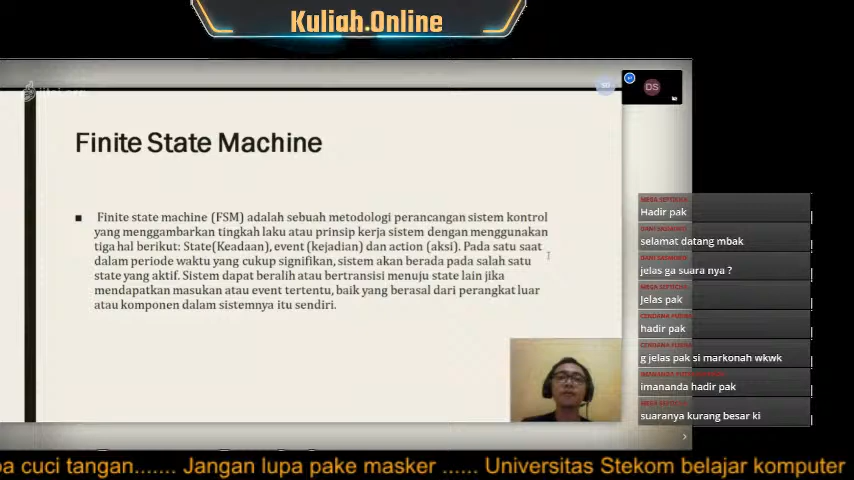 Kuliah.Online
DS
Finite State Machine
■ Finite state machine (FSM) adalah sebuah metodologi perancangan sistem kontrol
yang menggambarkan tingkah laku atau prinsip kerja sistem dengan menggunakan
tiga hal berikut: State(Keadaan), event (kejadian) dan action (aksi). Pada satu saat
dalam periode waktu yang cukup signifikan, sistem akan berada pada salah satu
state yang aktif. Sistem dapat beralih atau bertransisi menuju state lain jika
mendapatkan masukan atau event tertentu, baik yang berasal dari perangkat luar
atau komponen dalam sistemnya itu sendiri.
MEGA SEPTIANA
Hadir pak
selamat datang mbak
jelas ga suara nya ?
Jelas pak
hadir pak
g jelas pak si markonah wkwk
imananda hadir pak
suaranya kurang besar ki
pa cuci tangan....... Jangan lupa pake masker ...... Universitas Stekom belajar komputer